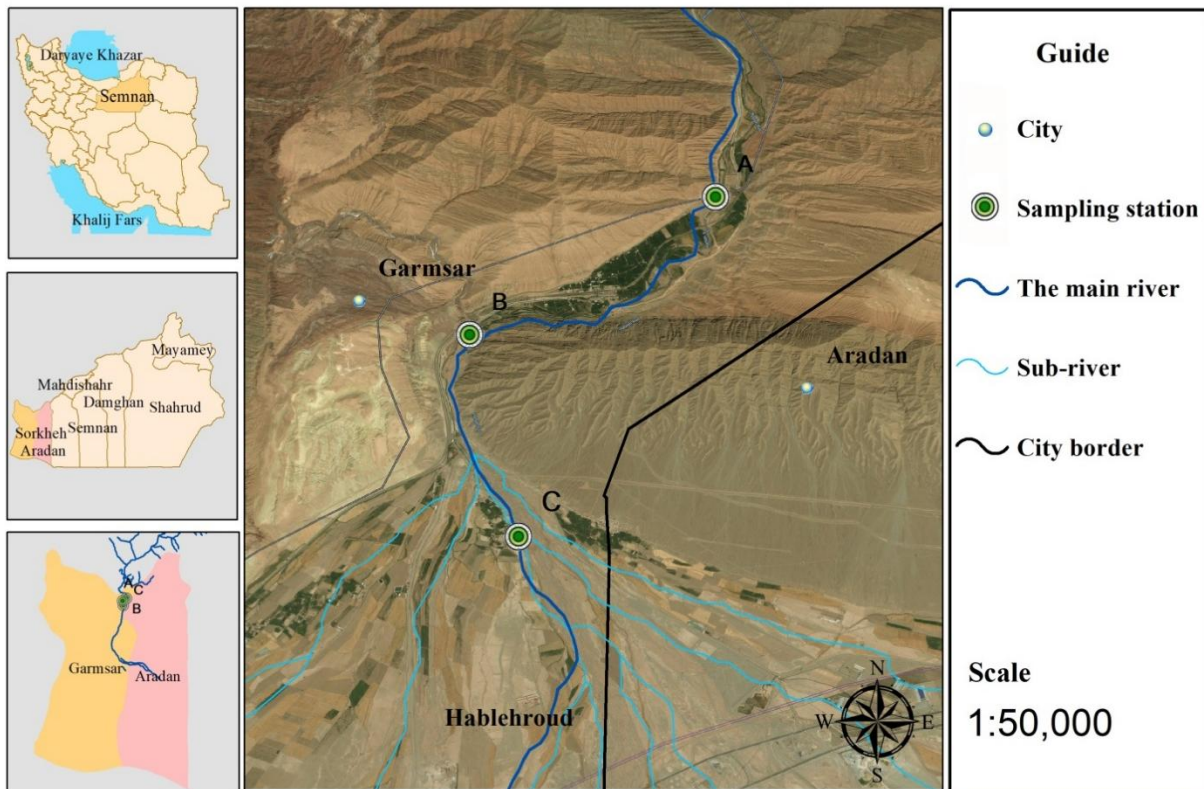 Daryaye Khazar
Semnan
Khalij Fars
Mayamey
Mahdishahr
Damghan
Shahrud
Semnan
Sorkheh
Aradan
A
C
B
Garmsar
Aradan
A
Garmsar
B
Aradan
C
Hablehroud
N
W
E
S
Guide
City
Sampling station
The main river
Sub-river
City border
Scale
1:50,000